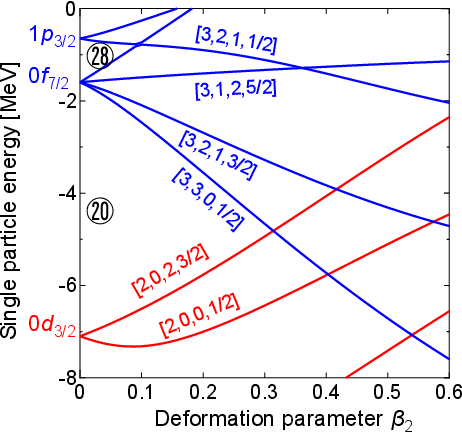 0
1p3/2
[3,2,1,1/2]
28
0f7/2
[3,1,2,5/2]
-2
[3,2,1,3/2]
[3,3,0,1/2]
-4
20
Single particle energy [MeV]
-6
[2,0,2,3/2]
[2,0,0,1/2]
0d3/2
-8
0 0.1 0.2 0.3 0.4 0.5 0.6
Deformation parameter β2